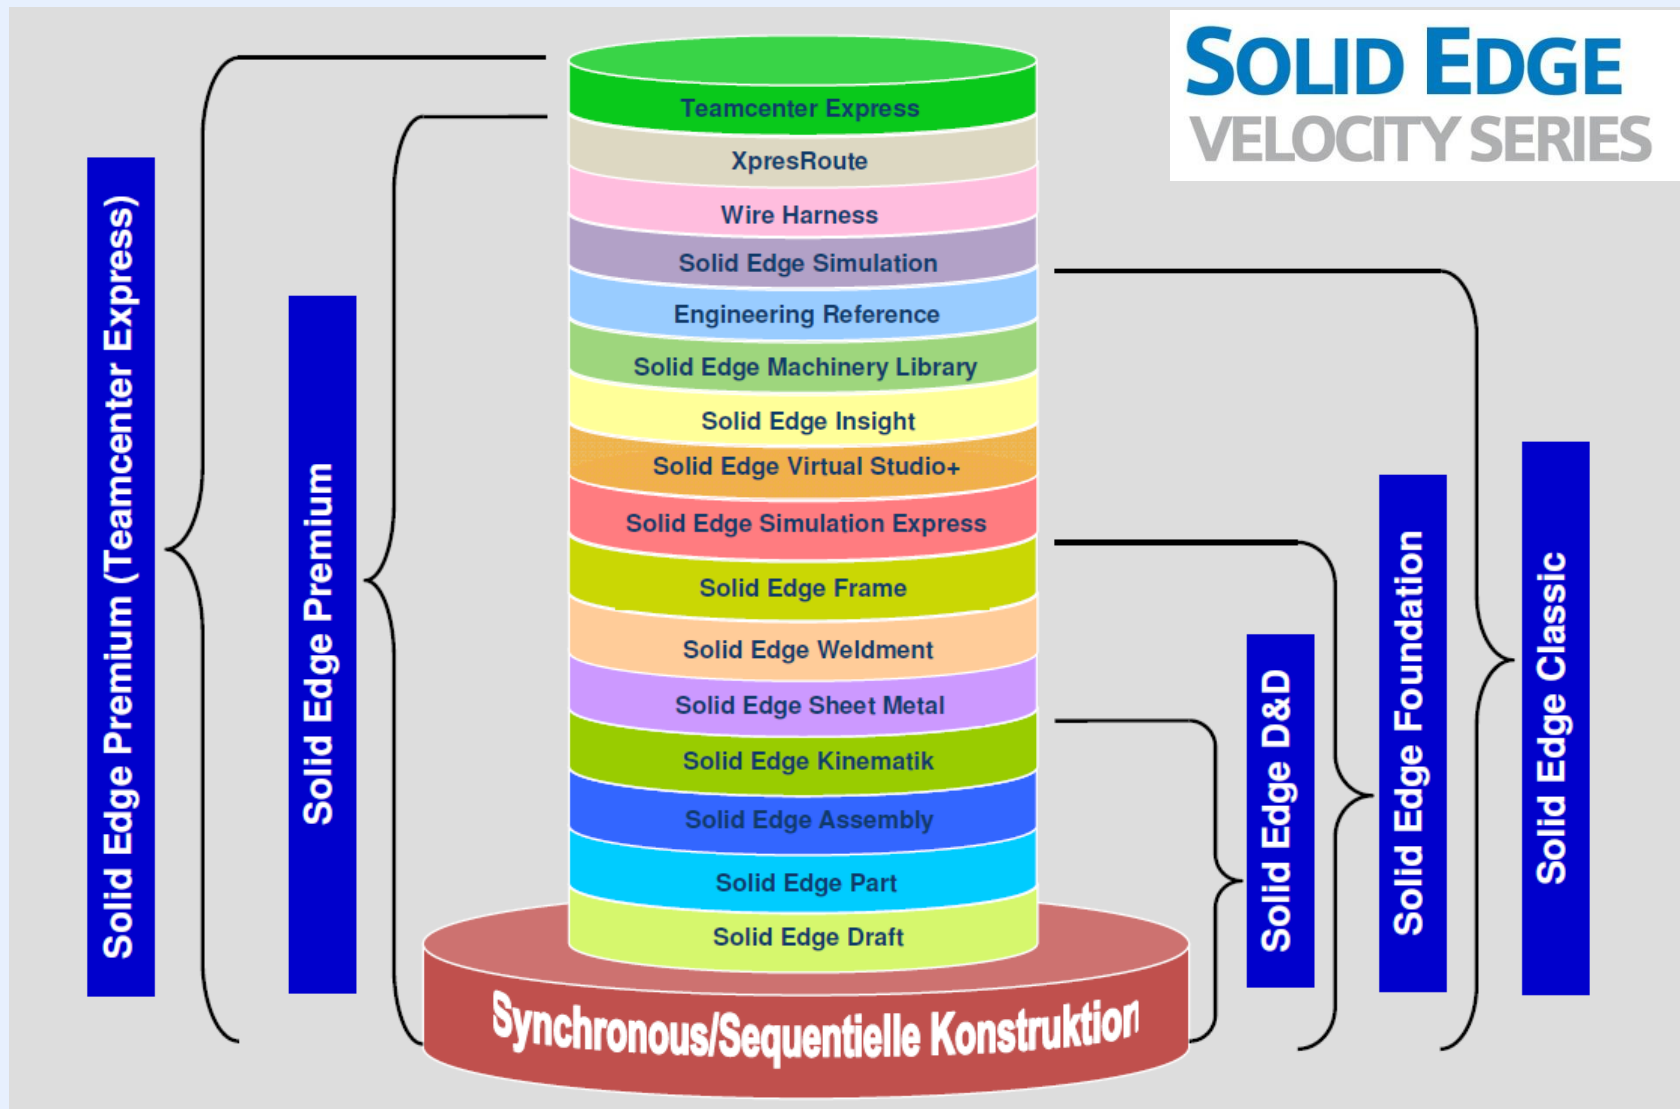 SOLID EDGE
VELOCITY SERIES
Solid Edge Premium (Teamcenter Express)
Solid Edge Premium
Teamcenter Express
XpresRoute
Wire Harness
Solid Edge Simulation
Engineering Reference
Solid Edge Machinery Library
Solid Edge Insight
Solid Edge Virtual Studio+
Solid Edge Simulation Express
Solid Edge Frame
Solid Edge Weldment
Solid Edge Sheet Metal
Solid Edge Kinematik
Solid Edge Assembly
Solid Edge Part
Solid Edge Draft
Synchronous/Sequentielle Konstruktion
Solid Edge D&D
Solid Edge Foundation
Solid Edge Classic